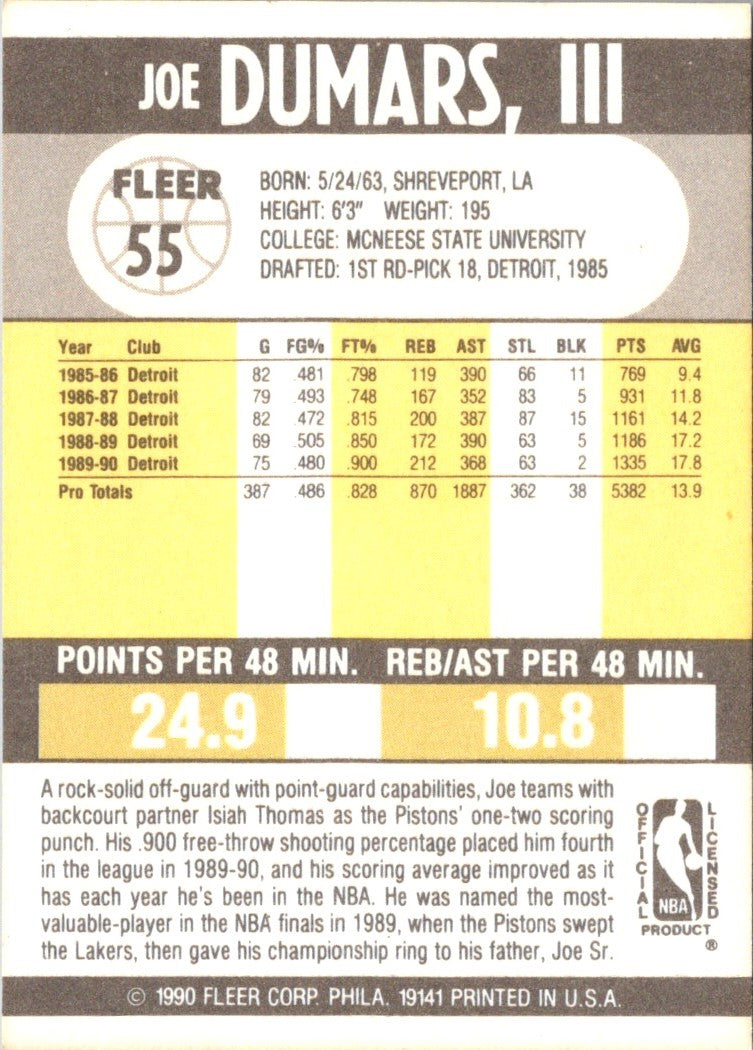 JOE DUMARS, III
FLEER
55
BORN: 5/24/63, SHREVEPORT, LA
HEIGHT: 6'3" WEIGHT: 195
COLLEGE: MCNEESE STATE UNIVERSITY
DRAFTED: 1ST RD-PICK 18, DETROIT, 1985
Year Club G FG% FT% REB AST STL BLK PTS AVG
1985-86 Detroit 82 .481 .798 119 390 66 11 769 9.4
1986-87 Detroit 79 .493 .748 167 352 83 5 931 11.8
1987-88 Detroit 82 .472 .815 200 387 87 15 1161 14.2
1988-89 Detroit 69 .505 .850 172 390 63 5 1186 17.2
1989-90 Detroit 75 .480 .900 212 368 63 2 1335 17.8
Pro Totals 387 .486 .828 870 1887 362 38 5382 13.9
POINTS PER 48 MIN. REB/AST PER 48 MIN.
24.9 10.8
A rock-solid off-guard with point-guard capabilities, Joe teams with
backcourt partner Isiah Thomas as the Pistons' one-two scoring
punch. His .900 free-throw shooting percentage placed him fourth
in the league in 1989-90, and his scoring average improved as it
has each year he's been in the NBA. He was named the most-
valuable-player in the NBA finals in 1989, when the Pistons swept
the Lakers, then gave his championship ring to his father, Joe Sr.
OFFICIAL LICENSED
NBA
PRODUCT
®
© 1990 FLEER CORP. PHILA. 19141 PRINTED IN U.S.A.